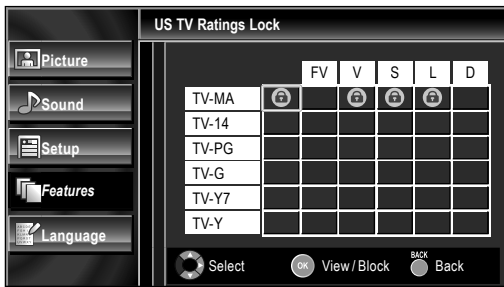 US TV Ratings Lock
Picture
Sound
Setup
Features
Language
FV V S L D
TV-MA
TV-14
TV-PG
TV-G
TV-Y7
TV-Y
Select
OK View / Block
BACK Back